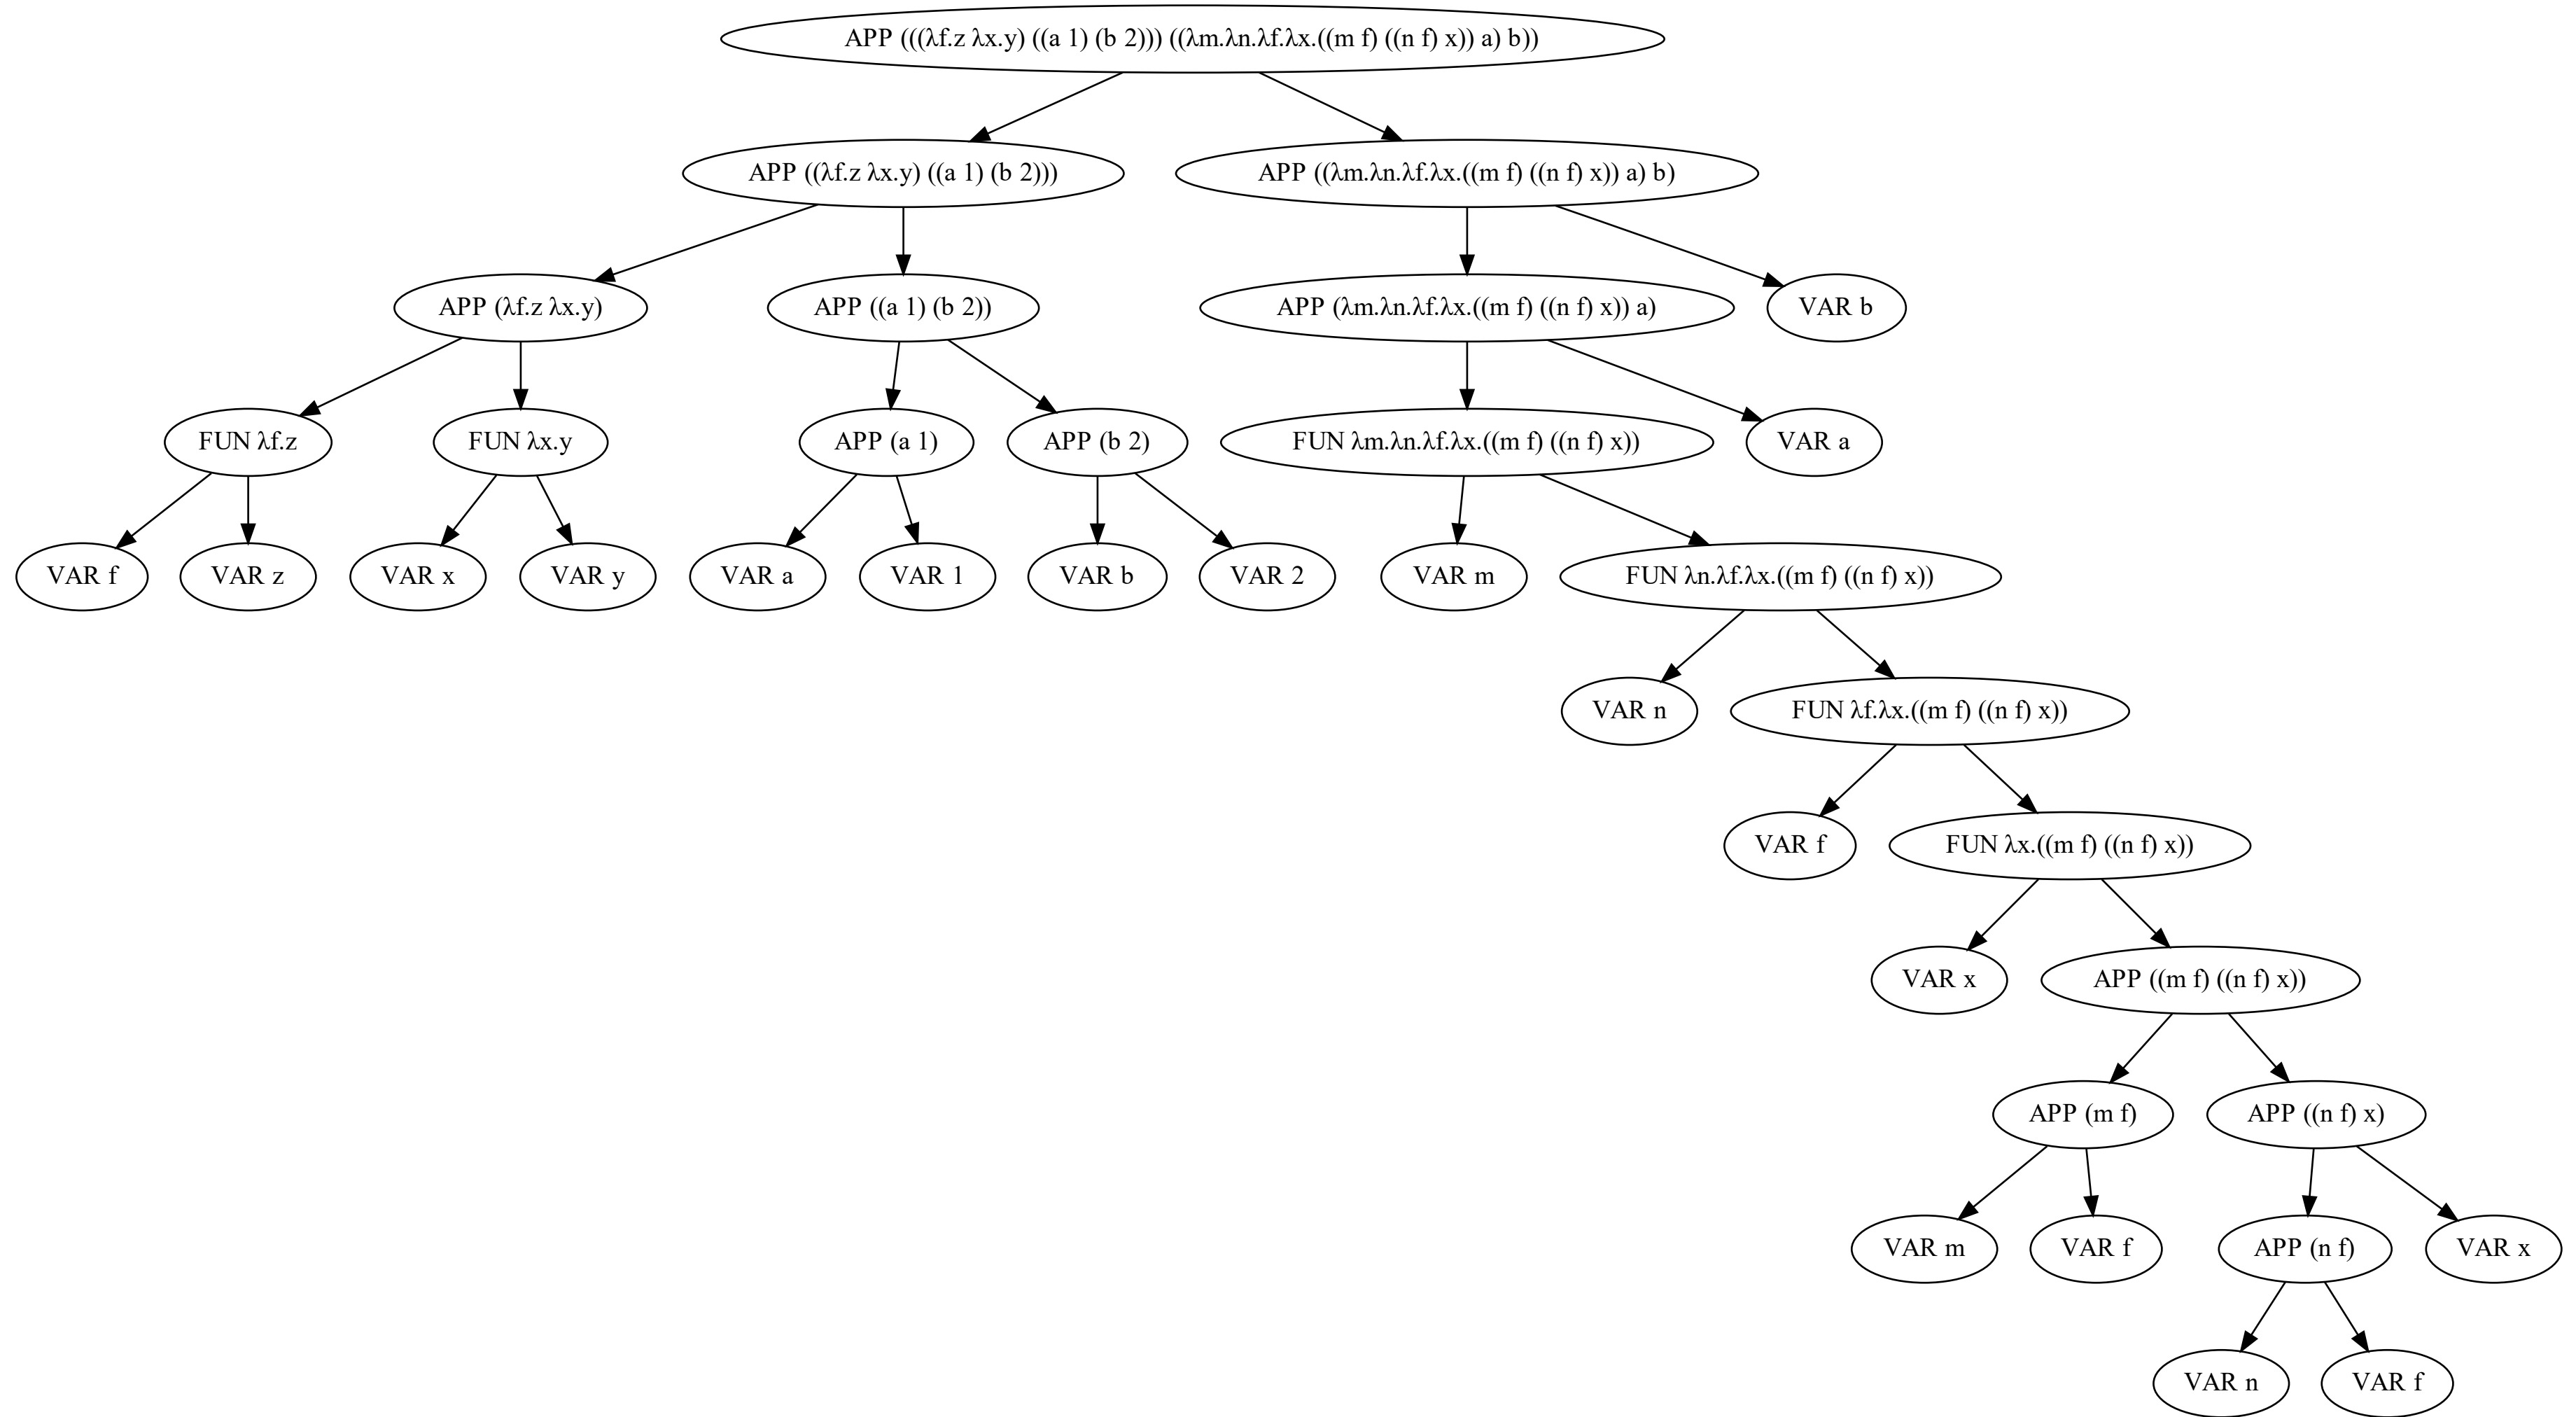 APP (((λf.z λx.y) ((a 1) (b 2))) ((λm.λn.λf.λx.((m f) ((n f) x)) a) b))
APP ((λf.z λx.y) ((a 1) (b 2)))
APP ((λm.λn.λf.λx.((m f) ((n f) x)) a) b)
APP (λf.z λx.y)
APP ((a 1) (b 2))
APP (λm.λn.λf.λx.((m f) ((n f) x)) a)
VAR b
FUN λf.z
FUN λx.y
APP (a 1)
APP (b 2)
FUN λm.λn.λf.λx.((m f) ((n f) x))
VAR a
VAR f
VAR z
VAR x
VAR y
VAR a
VAR 1
VAR b
VAR 2
VAR m
FUN λn.λf.λx.((m f) ((n f) x))
VAR n
FUN λf.λx.((m f) ((n f) x))
VAR f
FUN λx.((m f) ((n f) x))
VAR x
APP ((m f) ((n f) x))
APP (m f)
APP ((n f) x)
VAR m
VAR f
APP (n f)
VAR x
VAR n
VAR f